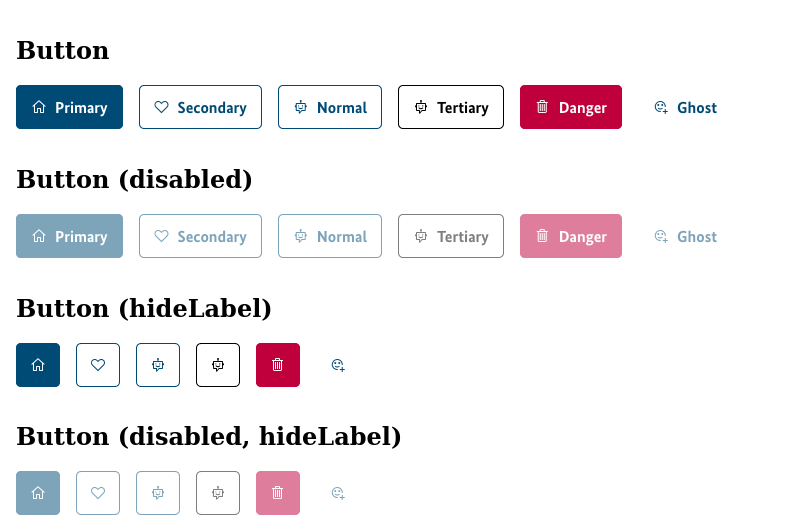 Button
Primary Secondary Normal Tertiary Danger Ghost
Button (disabled)
Primary Secondary Normal Tertiary Danger Ghost
Button (hideLabel)
Button (disabled, hideLabel)